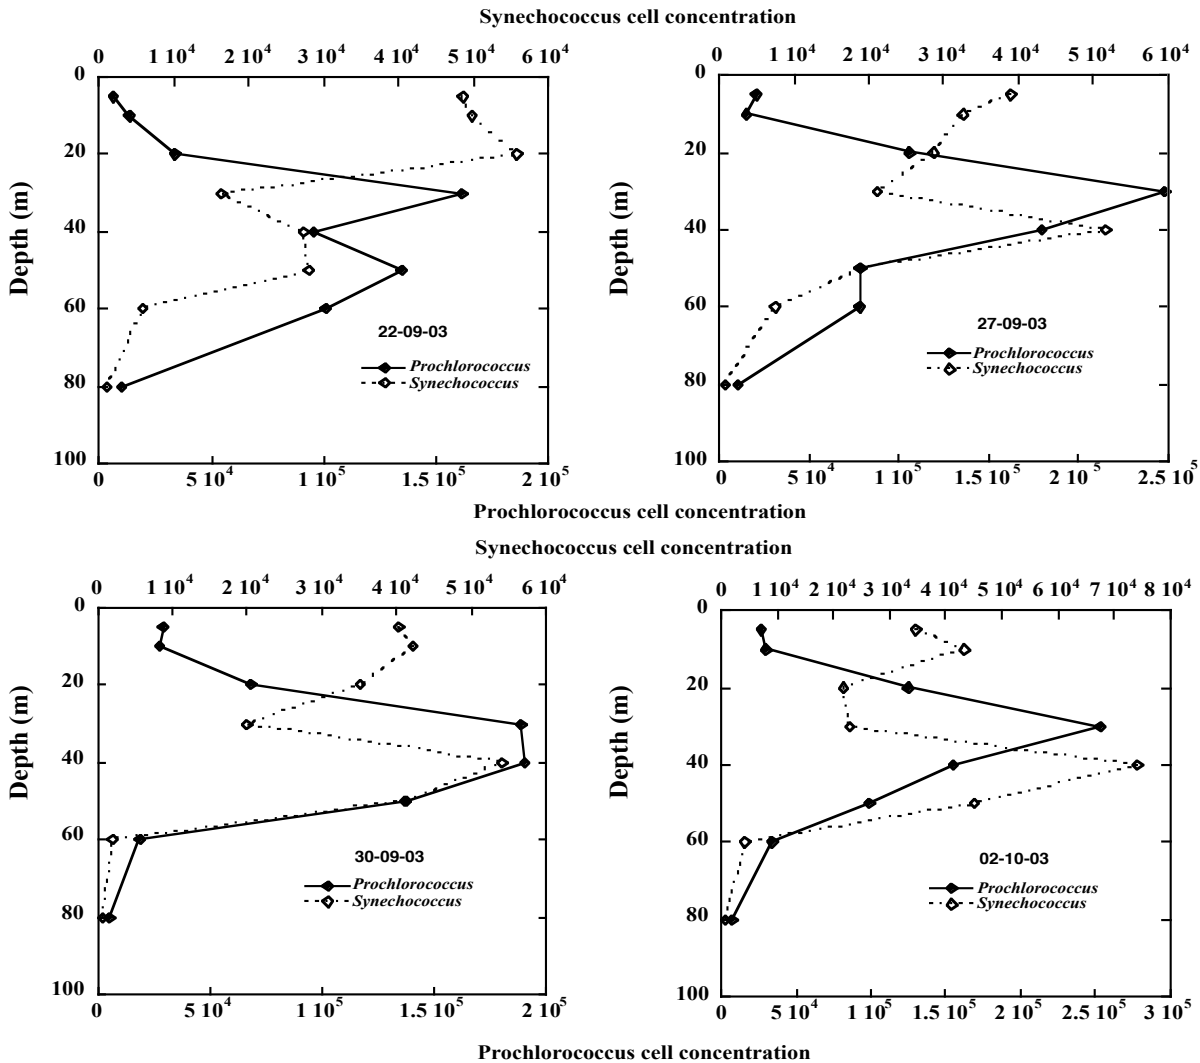 Synechococcus cell concentration
0 1 10⁴ 2 10⁴ 3 10⁴ 4 10⁴ 5 10⁴ 6 10⁴
0 1 10⁴ 2 10⁴ 3 10⁴ 4 10⁴ 5 10⁴ 6 10⁴
Depth (m)
0
20
40
60
80
100
22-09-03
Prochlorococcus
Synechococcus
0 5 10⁴ 1 10⁵ 1.5 10⁵ 2 10⁵
Depth (m)
0
20
40
60
80
100
27-09-03
Prochlorococcus
Synechococcus
0 5 10⁴ 1 10⁵ 1.5 10⁵ 2 10⁵ 2.5 10⁵
Prochlorococcus cell concentration
Synechococcus cell concentration
0 1 10⁴ 2 10⁴ 3 10⁴ 4 10⁴ 5 10⁴ 6 10⁴
0 1 10⁴ 2 10⁴ 3 10⁴ 4 10⁴ 5 10⁴ 6 10⁴ 7 10⁴ 8 10⁴
Depth (m)
0
20
40
60
80
100
30-09-03
Prochlorococcus
Synechococcus
0 5 10⁴ 1 10⁵ 1.5 10⁵ 2 10⁵
Depth (m)
0
20
40
60
80
100
02-10-03
Prochlorococcus
Synechococcus
0 5 10⁴ 1 10⁵ 1.5 10⁵ 2 10⁵ 2.5 10⁵ 3 10⁵
Prochlorococcus cell concentration